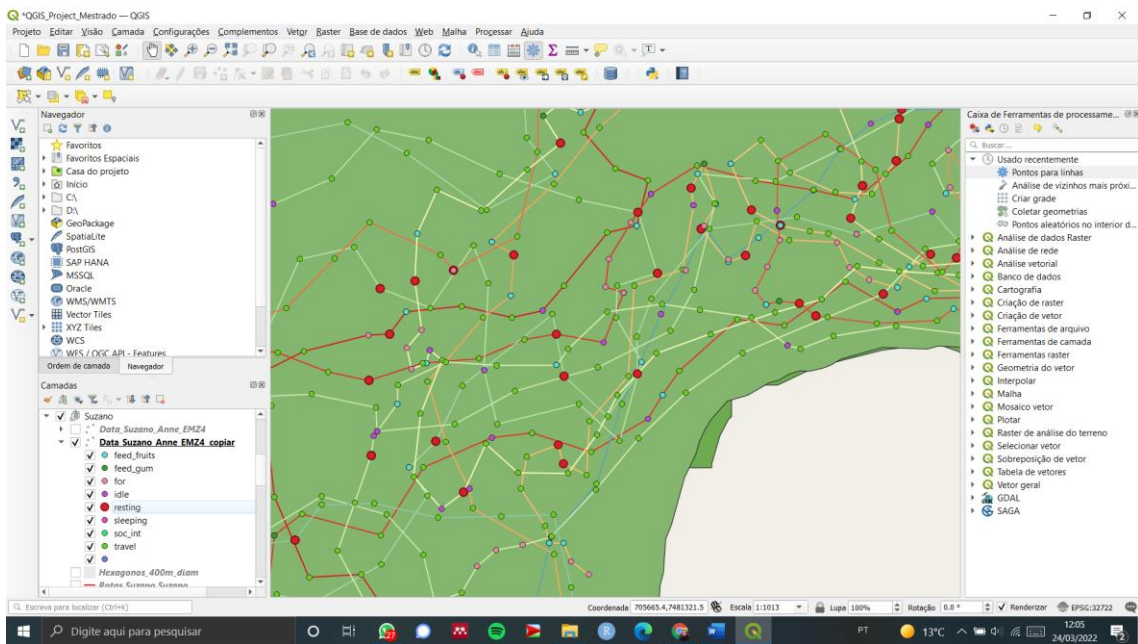 *QGIS_Project_Mestrado — QGIS
Projeto Editar Visão Camada Configurações Complementos Vetor Raster Base de dados Web Malha Processar Ajuda
Navegador
Favoritos
Favoritos Espaciais
Casa do projeto
Início
C:\
D:\
GeoPackage
SpatiaLite
PostGIS
SAP HANA
MSSQL
Oracle
WMS/WMTS
Vector Tiles
XYZ Tiles
WCS
WFS / OGC API - Features
Ordem de camada Navegador
Camadas
Suzano
Data_Suzano_Anne_EMZ4
Data Suzano Anne EMZ4 copiar
feed_fruits
feed_gum
for
idle
resting
sleeping
soc_int
travel
Hexagonos_400m_diam
Rotas Suzano Suzano
Caixa de Ferramentas de processame...
Buscar...
Usado recentemente
Pontos para linhas
Análise de vizinhos mais próxi...
Criar grade
Coletar geometrias
Pontos aleatórios no interior d...
Análise de dados Raster
Análise de rede
Análise vetorial
Banco de dados
Cartografia
Criação de raster
Criação de vetor
Ferramentas de arquivo
Ferramentas de camada
Ferramentas raster
Geometria do vetor
Interpolar
Malha
Mosaico vetor
Plotar
Raster de análise do terreno
Selecionar vetor
Sobreposição de vetor
Tabela de vetores
Vetor geral
GDAL
SAGA
Escreva para localizar (Ctrl+K)
Coordenada 705665.4,7481321.5 Escala 1:1013 Lupa 100% Rotação 0.0 ° Renderizar EPSG:32722
Digite aqui para pesquisar
PT 13°C 12:05
24/03/2022